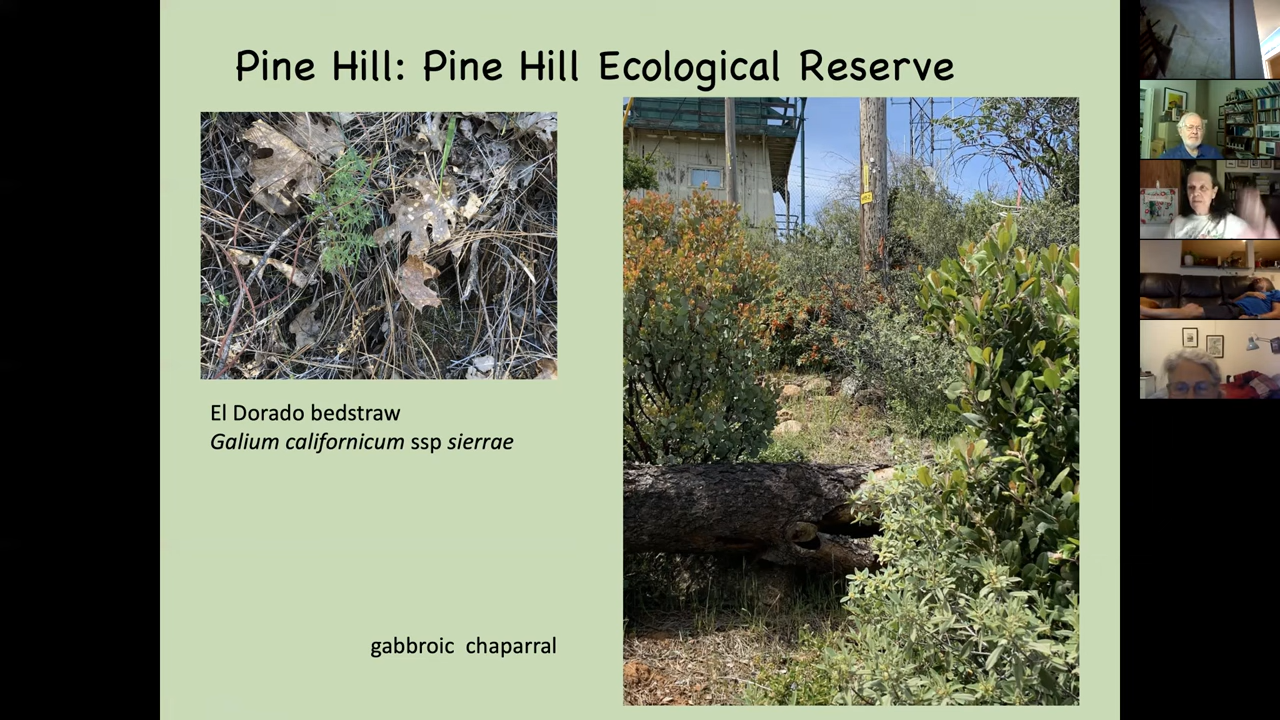 Pine Hill: Pine Hill Ecological Reserve
El Dorado bedstraw
Galium californicum ssp sierrae
gabbroic chaparral